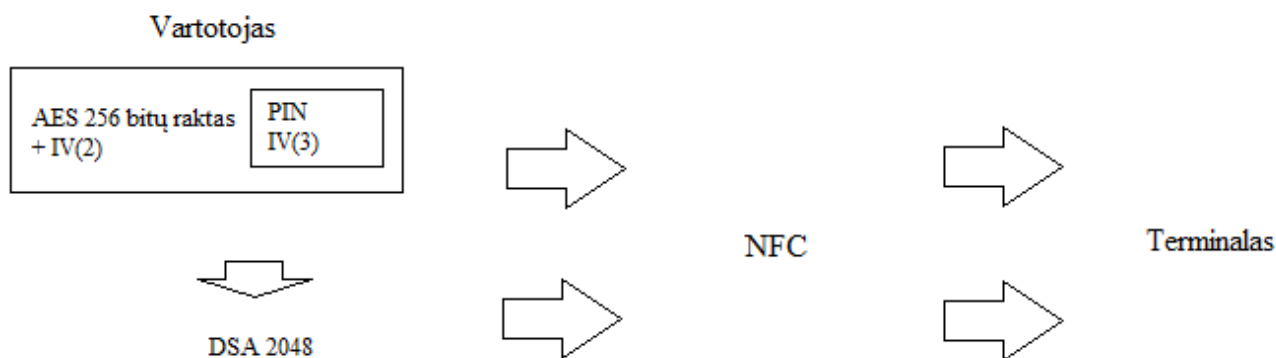 Vartotojas
AES 256 bitų raktas
+ IV(2)
PIN
IV(3)
NFC
Terminalas
DSA 2048